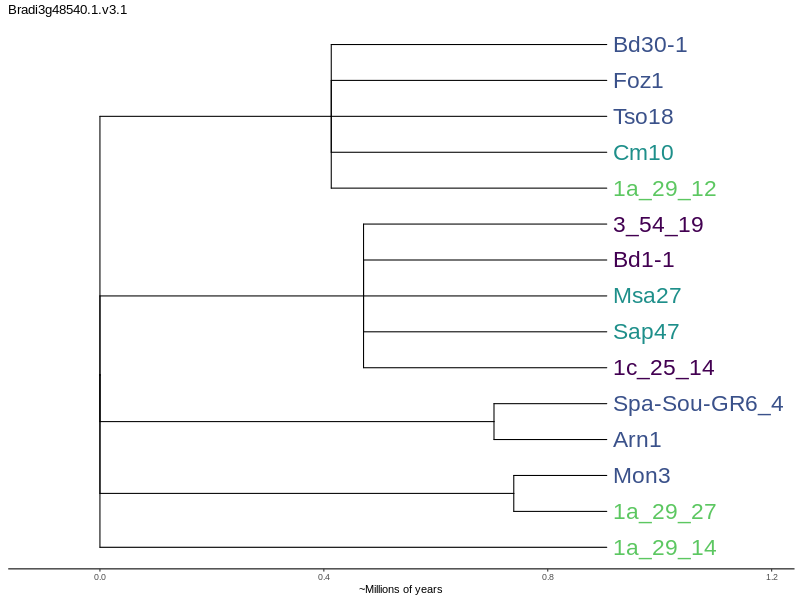 Bradi3g48540.1.v3.1
Bd30-1
Foz1
Tso18
Cm10
1a_29_12
3_54_19
Bd1-1
Msa27
Sap47
1c_25_14
Spa-Sou-GR6_4
Arn1
Mon3
1a_29_27
1a_29_14
0.0 0.4 0.8 1.2
~Millions of years